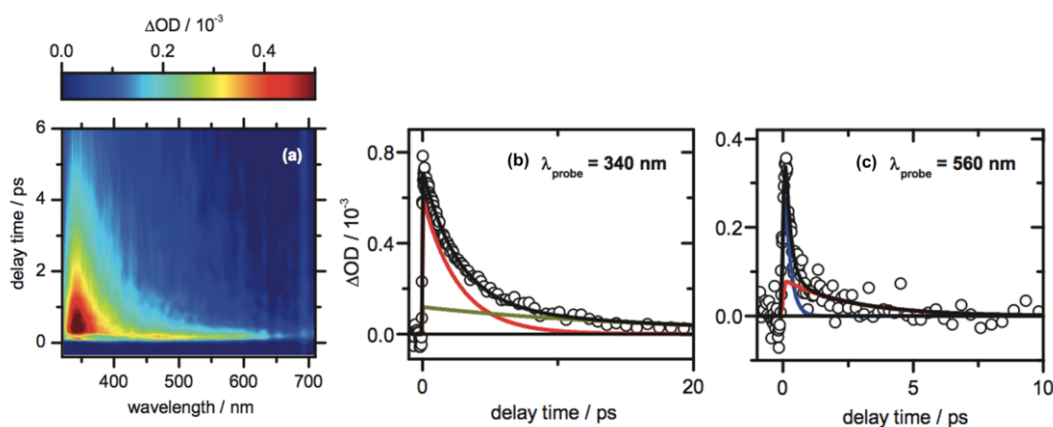 ΔOD / 10⁻³
0.0 0.2 0.4
(a)
6
4
2
0
delay time / ps
400 500 600 700
wavelength / nm
(b) λprobe = 340 nm
ΔOD / 10⁻³
0.8
0.4
0.0
0 20
delay time / ps
(c) λprobe = 560 nm
0.4
0.2
0.0
0 5 10
delay time / ps